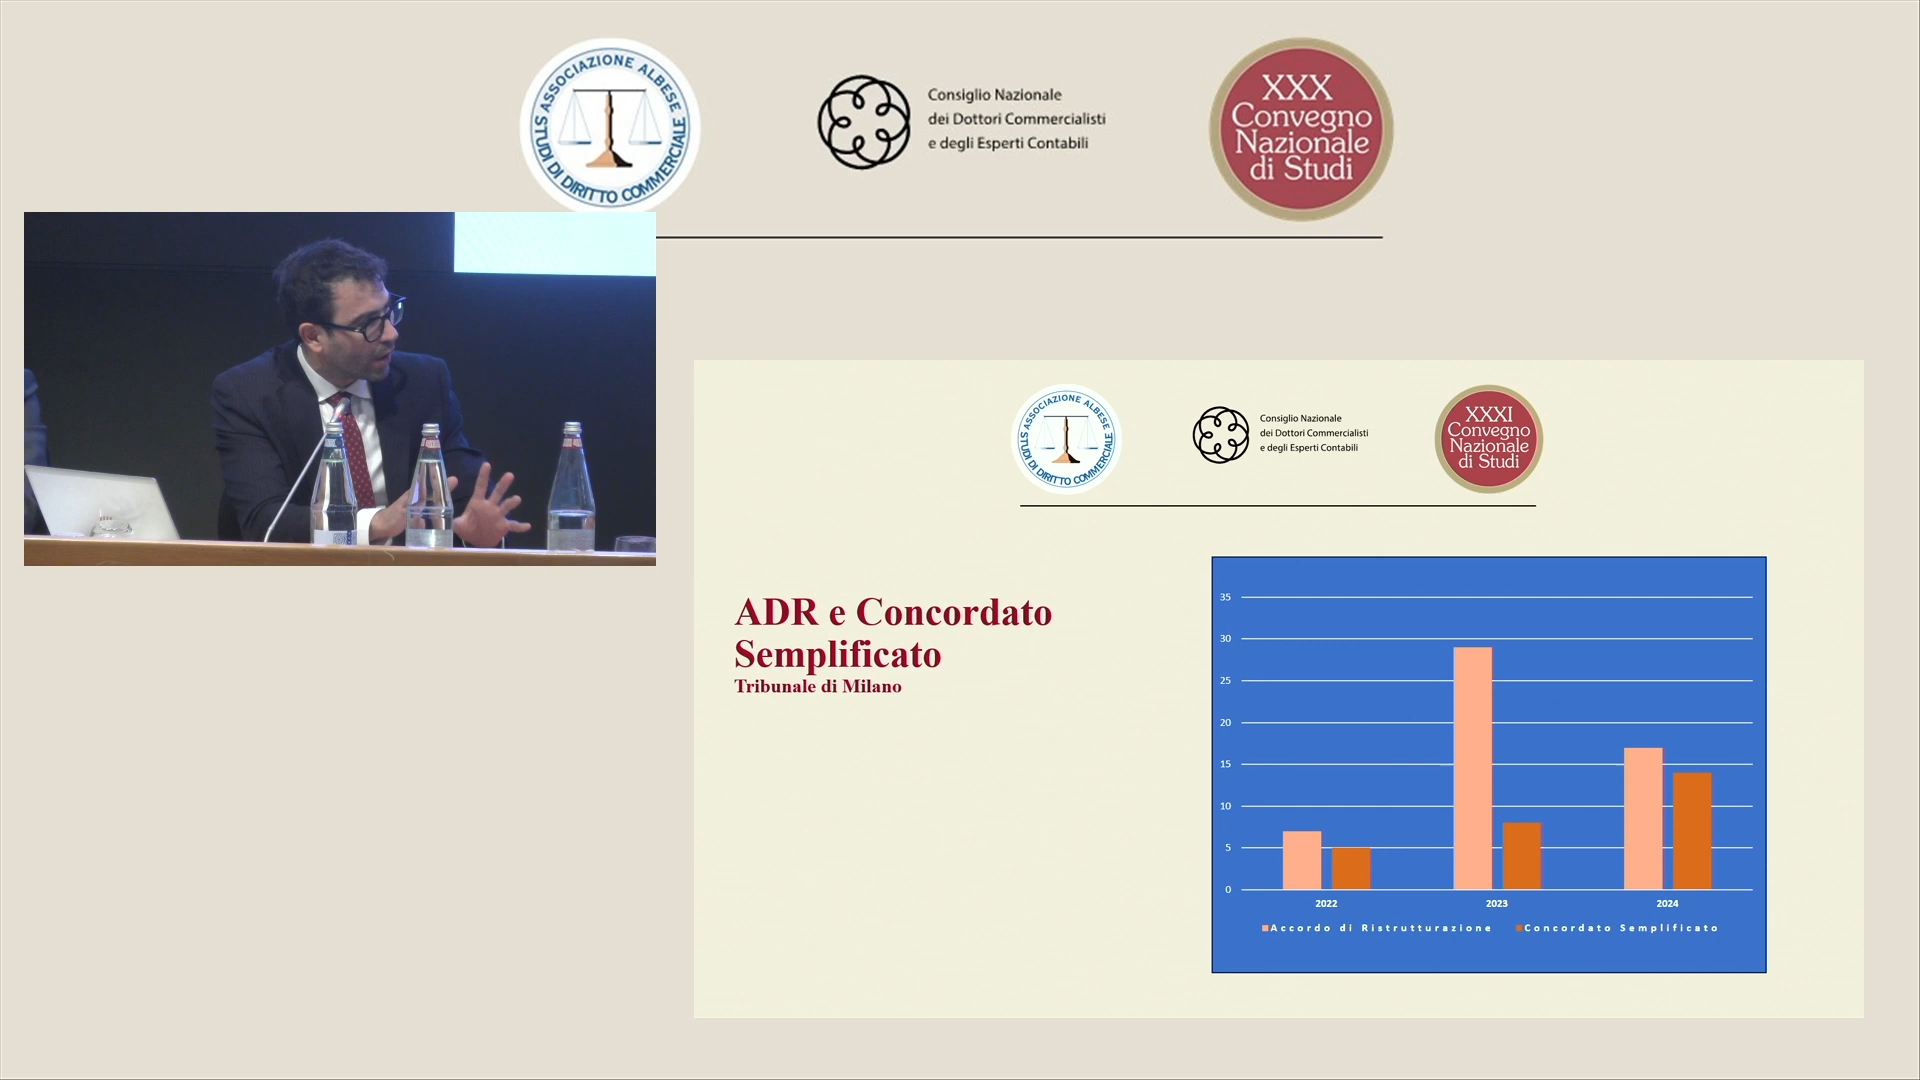 ASSOCIAZIONE ALBESE
STUDI DI DIRITTO COMMERCIALE
Consiglio Nazionale
dei Dottori Commercialisti
e degli Esperti Contabili
XXX
Convegno
Nazionale
di Studi
ASSOCIAZIONE ALBESE
STUDI DI DIRITTO COMMERCIALE
Consiglio Nazionale
dei Dottori Commercialisti
e degli Esperti Contabili
XXXI
Convegno
Nazionale
di Studi
ADR e Concordato
Semplificato
Tribunale di Milano
35
30
25
20
15
10
5
0
2022 2023 2024
Accordo di Ristrutturazione Concordato Semplificato